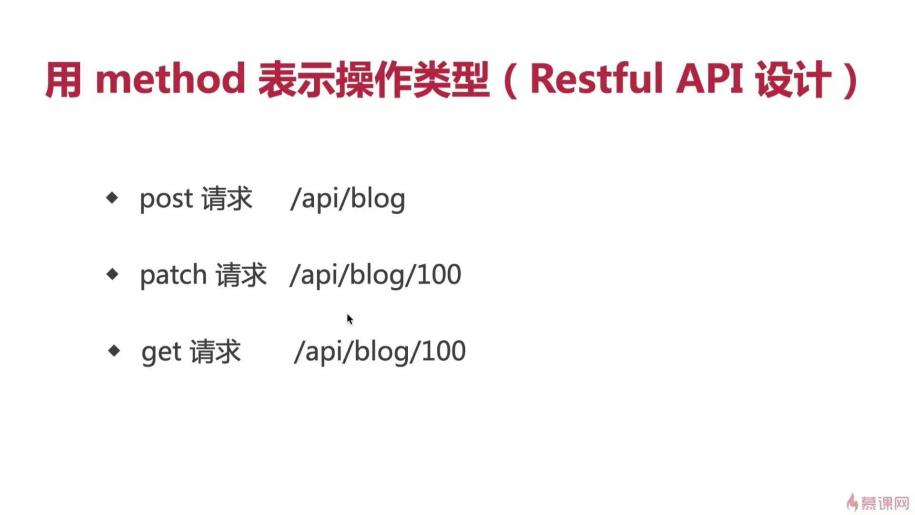 用 method 表示操作类型（Restful API 设计）
◆ post 请求 /api/blog
◆ patch 请求 /api/blog/100
◆ get 请求 /api/blog/100
慕课网